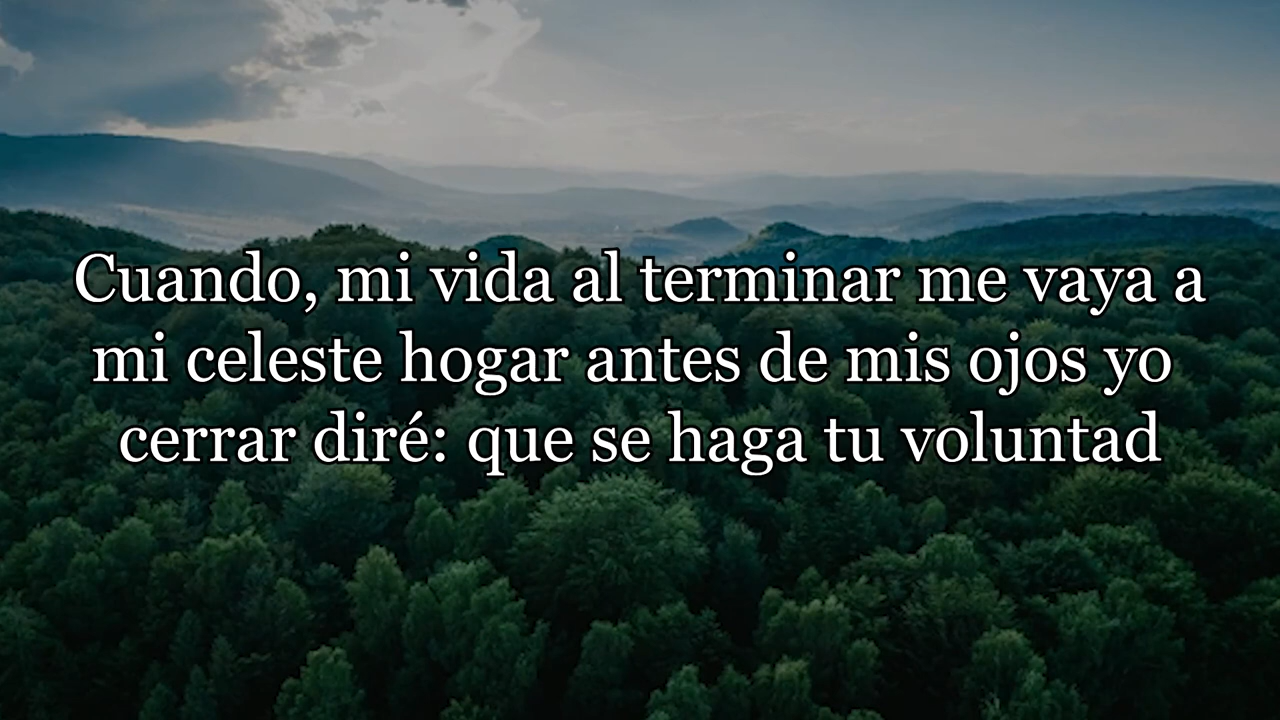 Cuando, mi vida al terminar me vaya a
mi celeste hogar antes de mis ojos yo
cerrar diré: que se haga tu voluntad